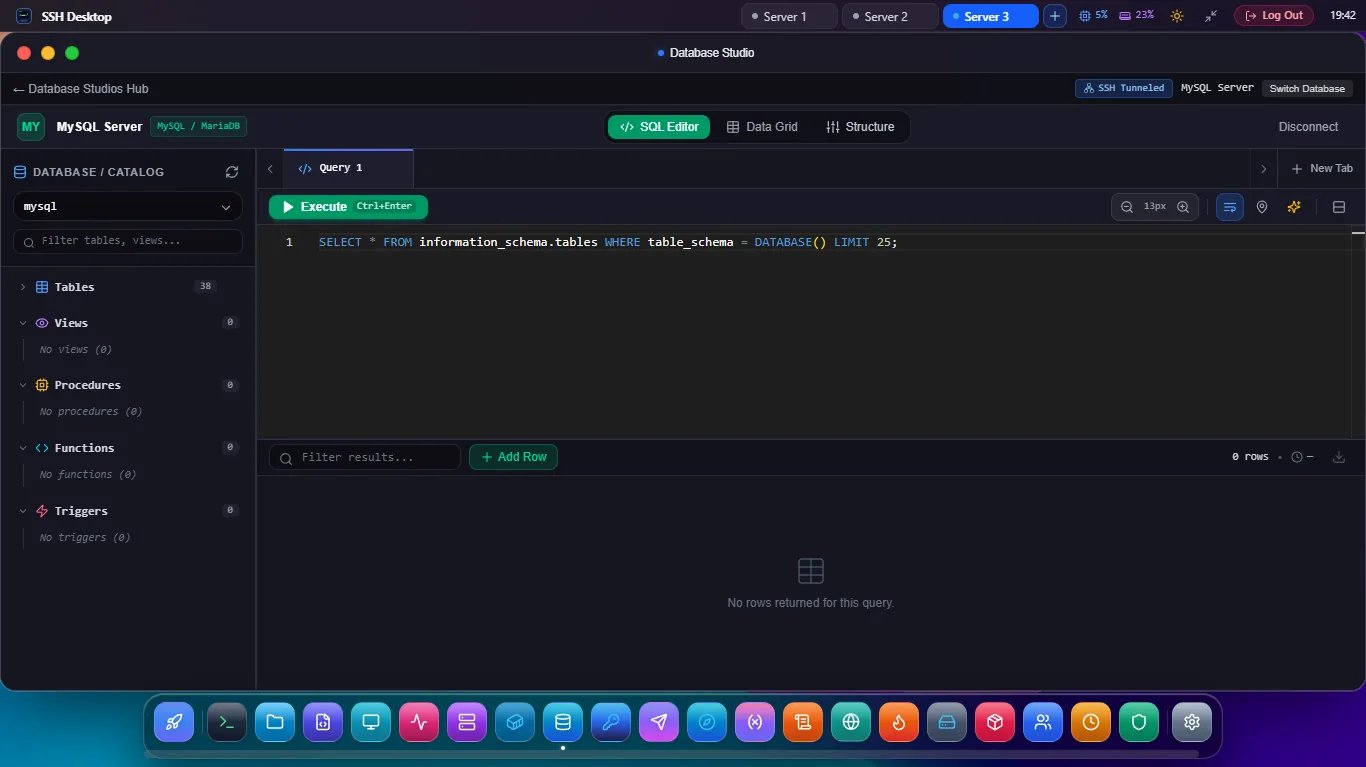 SSH Desktop
Server 1
Server 2
Server 3
5%
23%
Log Out
19:42
Database Studio
← Database Studios Hub
SSH Tunneled
MySQL Server
Switch Database
MY
MySQL Server
MySQL / MariaDB
SQL Editor
Data Grid
Structure
Disconnect
DATABASE / CATALOG
Query 1
New Tab
mysql
Execute Ctrl+Enter
13px
Filter tables, views...
1 SELECT * FROM information_schema.tables WHERE table_schema = DATABASE() LIMIT 25;
Tables 38
Views 0
No views (0)
Procedures 0
No procedures (0)
Functions 0
No functions (0)
Triggers 0
No triggers (0)
Filter results...
Add Row
0 rows • –
No rows returned for this query.